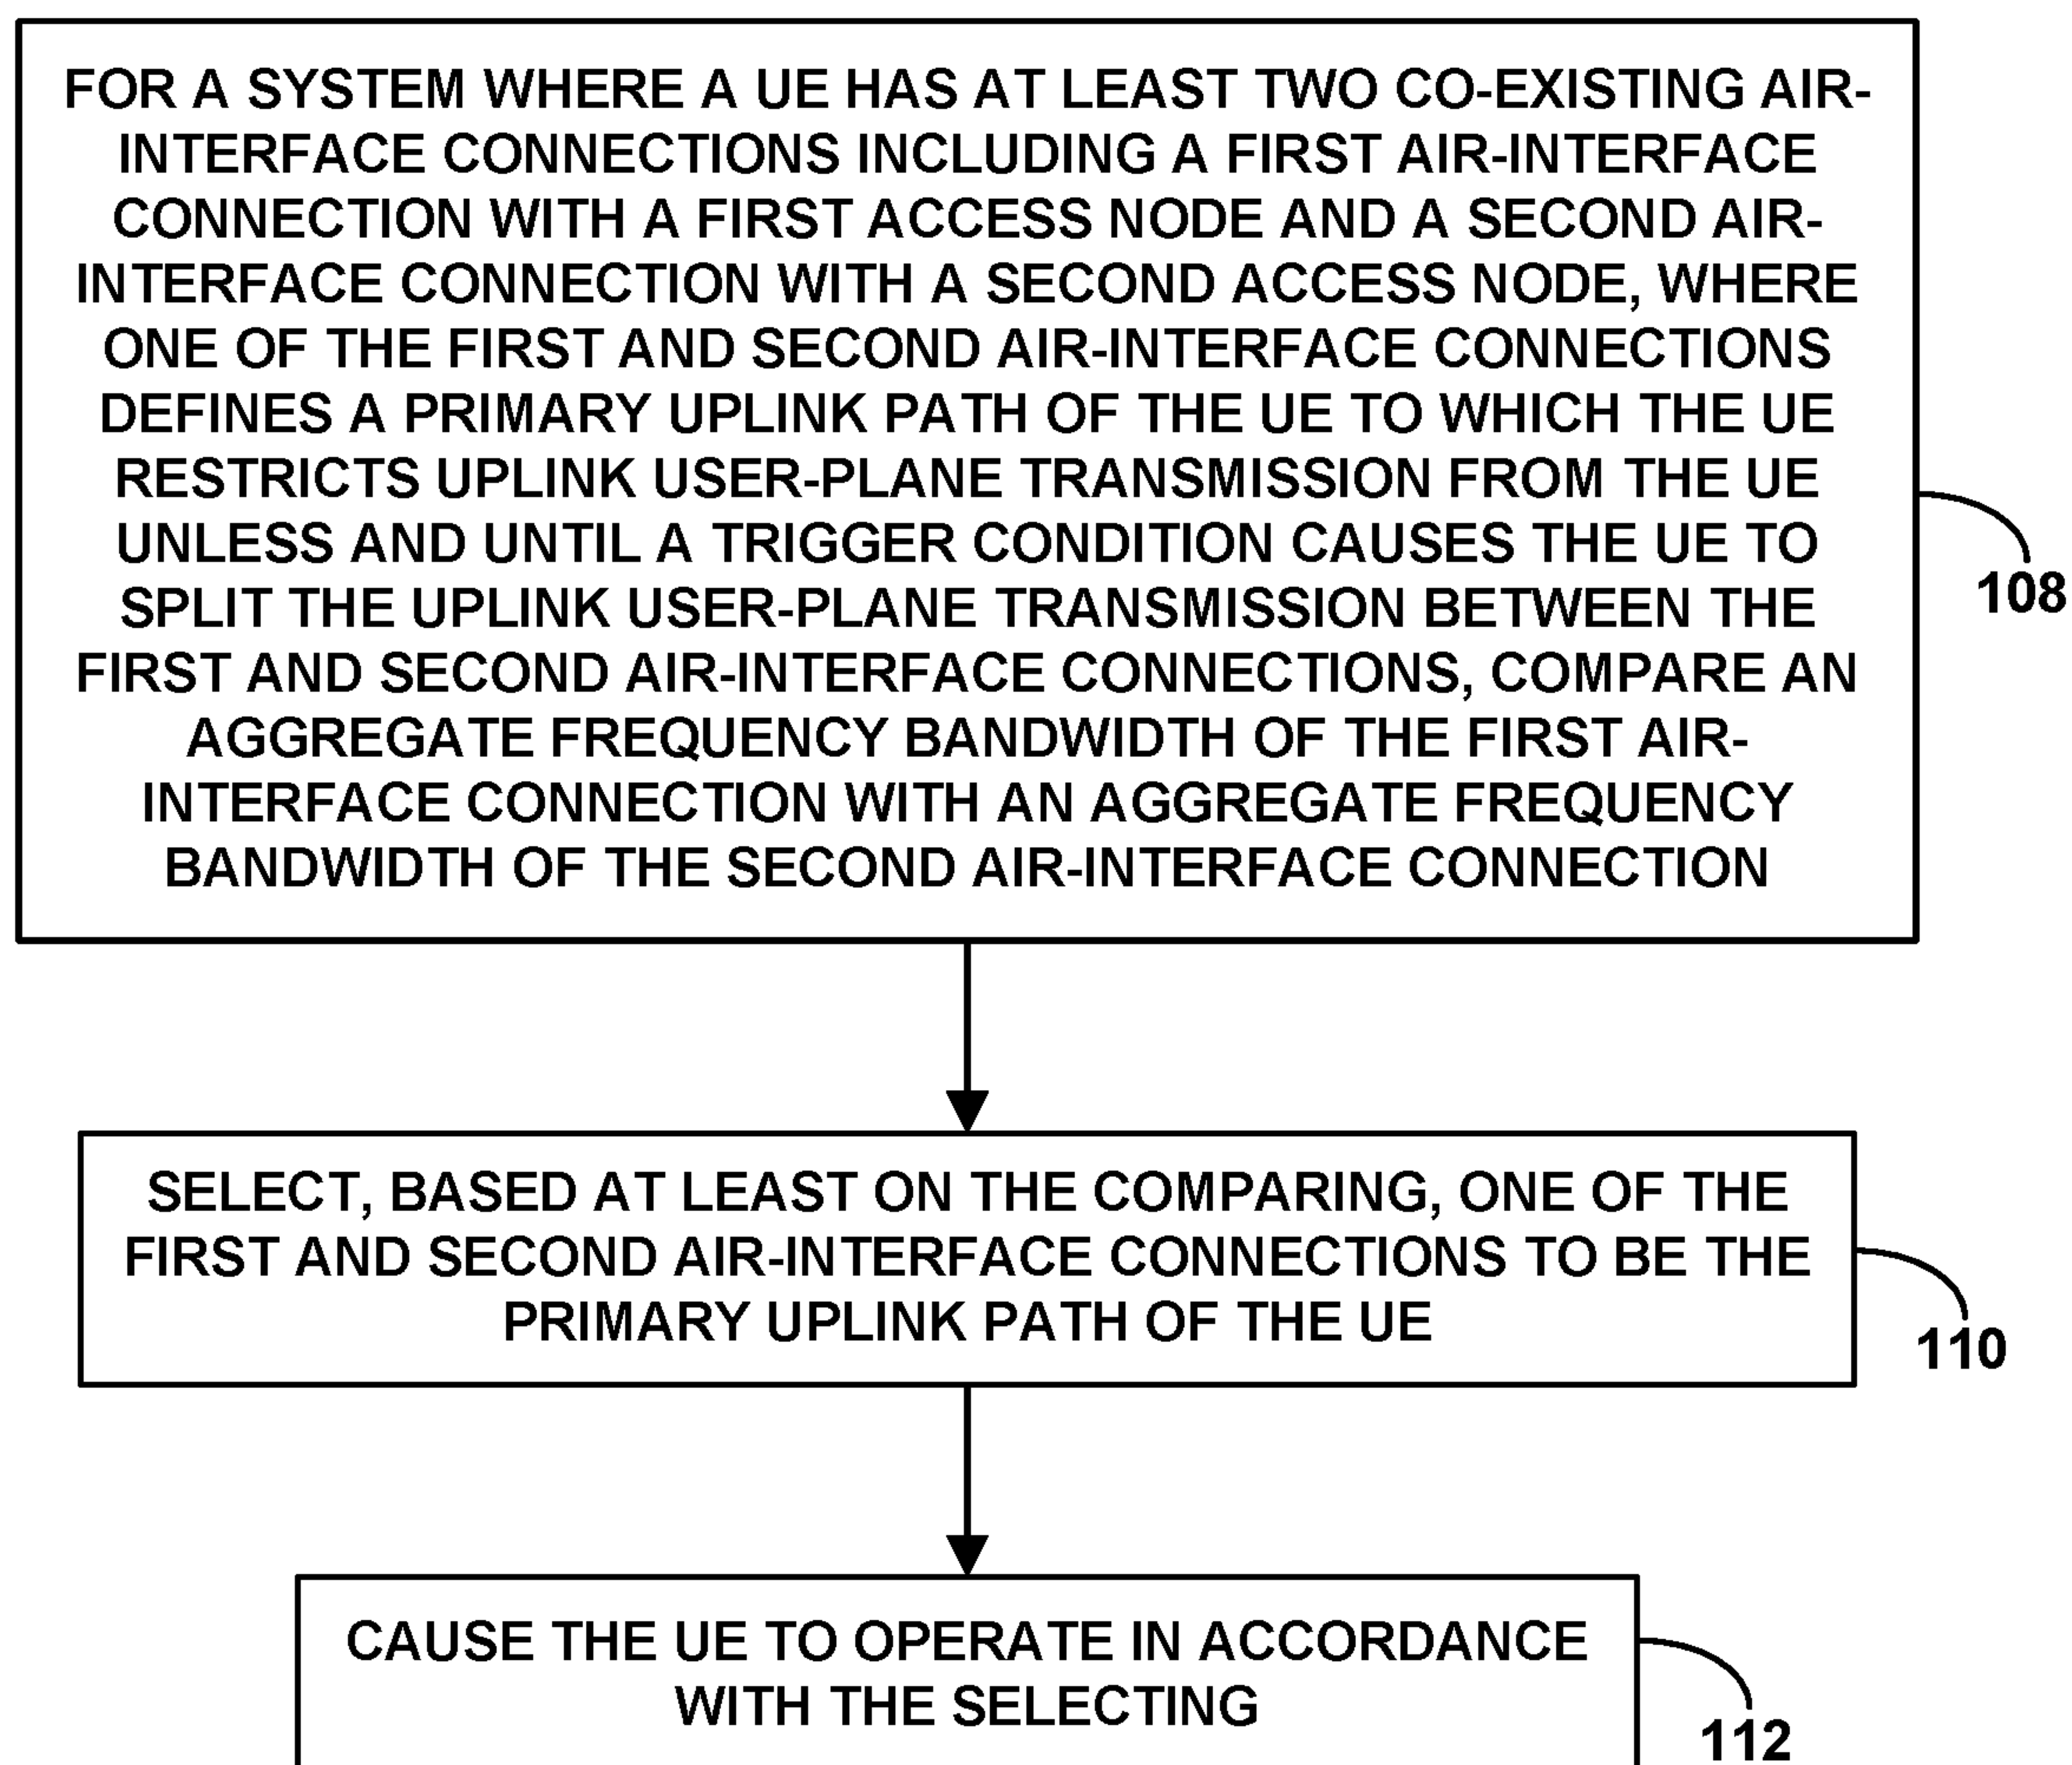 FOR A SYSTEM WHERE A UE HAS AT LEAST TWO CO-EXISTING AIR-
INTERFACE CONNECTIONS INCLUDING A FIRST AIR-INTERFACE
CONNECTION WITH A FIRST ACCESS NODE AND A SECOND AIR-
INTERFACE CONNECTION WITH A SECOND ACCESS NODE, WHERE
ONE OF THE FIRST AND SECOND AIR-INTERFACE CONNECTIONS
DEFINES A PRIMARY UPLINK PATH OF THE UE TO WHICH THE UE
RESTRICTS UPLINK USER-PLANE TRANSMISSION FROM THE UE
UNLESS AND UNTIL A TRIGGER CONDITION CAUSES THE UE TO
SPLIT THE UPLINK USER-PLANE TRANSMISSION BETWEEN THE
FIRST AND SECOND AIR-INTERFACE CONNECTIONS, COMPARE AN
AGGREGATE FREQUENCY BANDWIDTH OF THE FIRST AIR-
INTERFACE CONNECTION WITH AN AGGREGATE FREQUENCY
BANDWIDTH OF THE SECOND AIR-INTERFACE CONNECTION
108
SELECT, BASED AT LEAST ON THE COMPARING, ONE OF THE
FIRST AND SECOND AIR-INTERFACE CONNECTIONS TO BE THE
PRIMARY UPLINK PATH OF THE UE
110
CAUSE THE UE TO OPERATE IN ACCORDANCE
WITH THE SELECTING
112